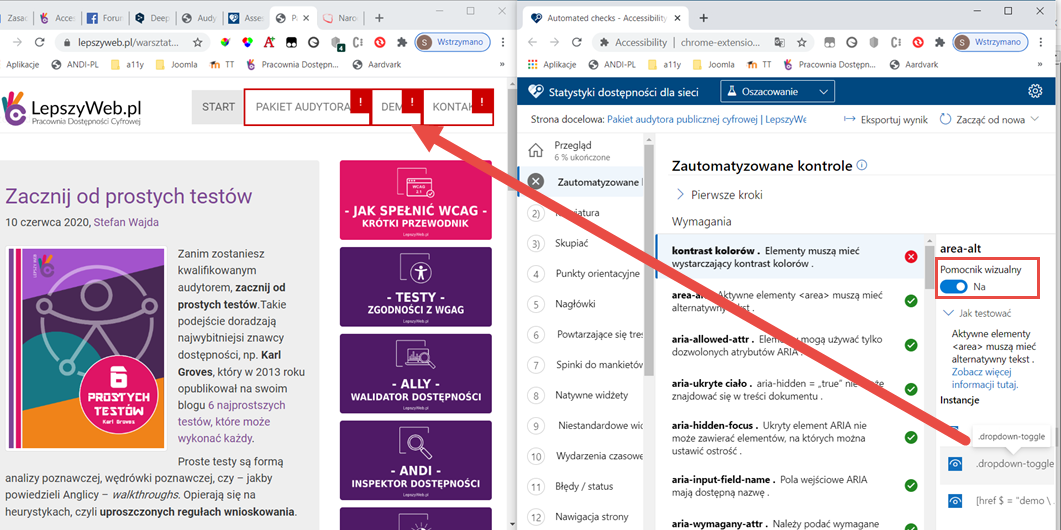 Zasad
Acce
Forum
Deep
Audy
Asses
P
Narod
lepszyweb.pl/warsztat...
S Wstrzymano
Aplikacje
ANDI-PL
a11y
Joomla
TT
Pracownia Dostępn...
Aardvark
LepszyWeb.pl
Pracownia Dostępności Cyfrowej
START
PAKIET AUDYTORA
!
DEM
!
KONTAK
!
Zacznij od prostych testów
10 czerwca 2020, Stefan Wajda
LEPSZY WEB
6
PROSTYCH
TESTÓW
Karl Groves
Zanim zostaniesz
kwalifikowanym
audytorem, zacznij od
prostych testów.Takie
podejście doradzają
najwybitniejsi znawcy
dostępności, np. Karl
Groves, który w 2013 roku
opublikował na swoim
blogu 6 najprostszych
testów, które może
wykonać każdy.
Proste testy są formą
analizy poznawczej, wędrówki poznawczej, czy – jakby
powiedzieli Anglicy – walkthroughs. Opierają się na
heurystykach, czyli uproszczonych regułach wnioskowania.
WCAG
2.1
- JAK SPEŁNIĆ WCAG -
KRÓTKI PRZEWODNIK
LepszyWeb.pl
- TESTY -
ZGODNOŚCI Z WGAG
LepszyWeb.pl
- ALLY -
WALIDATOR DOSTĘPNOŚCI
LepszyWeb.pl
- ANDI -
INSPEKTOR DOSTĘPNOŚCI
LepszyWeb.pl
Automated checks - Accessibility
Accessibility | chrome-extensio...
S Wstrzymano
Aplikacje
ANDI-PL
a11y
Joomla
TT
Pracownia Dostępn...
Aardvark
Statystyki dostępności dla sieci
Oszacowanie
Strona docelowa: Pakiet audytora publicznej cyfrowej | LepszyWe
Eksportuj wynik
Zacząć od nowa
Przegląd
6 % ukończone
Zautomatyzowane
2)
iatura
3) Skupiać
4 Punkty orientacyjne
5 Nagłówki
6 Powtarzające się treś
7 Spinki do mankietów
8 Natywne widżety
9 Niestandardowe wid
10 Wydarzenia czasowe
11 Błędy / status
12 Nawigacja strony
Zautomatyzowane kontrole
Pierwsze kroki
Wymagania
kontrast kolorów . Elementy muszą mieć
wystarczający kontrast kolorów .
area-alt . Aktywne elementy <area> muszą mieć
alternatywny tekst .
aria-allowed-attr . Elementy mogą używać tylko
dozwolonych atrybutów ARIA .
aria-ukryte ciało . aria-hidden = „true” nie może
znajdować się w treści dokumentu .
aria-hidden-focus . Ukryty element ARIA nie
może zawierać elementów, na których można
ustawić ostrość .
aria-input-field-name . Pola wejściowe ARIA
mają dostępną nazwę .
aria-wymagany-attr . Należy podać wymagane
area-alt
Pomocnik wizualny
Na
Jak testować
Aktywne elementy
<area> muszą mieć
alternatywny tekst .
Zobacz więcej
informacji tutaj.
Instancje
.dropdown-toggle
.dropdown-toggle
[href $ = "demo \